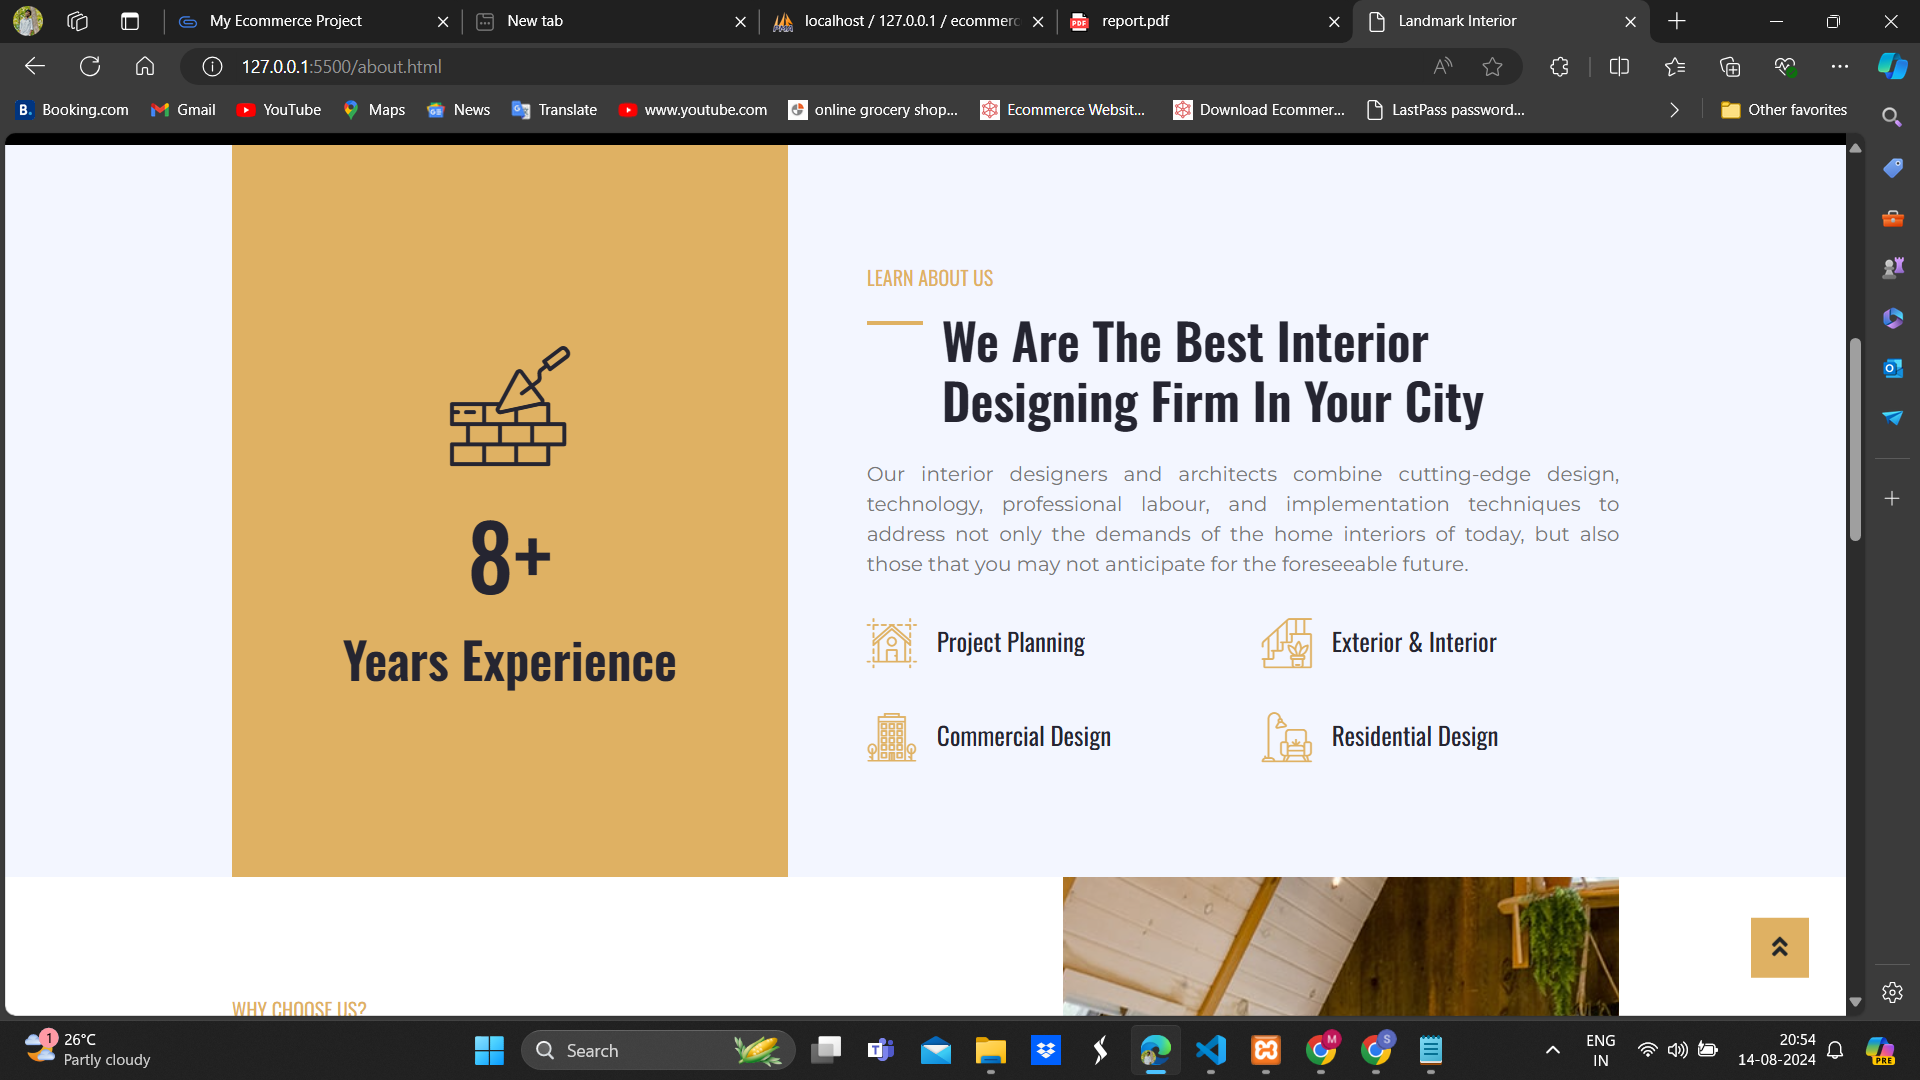 My Ecommerce Project
New tab
localhost / 127.0.0.1 / ecommerc
report.pdf
Landmark Interior
127.0.0.1:5500/about.html
Booking.com
Gmail
YouTube
Maps
News
Translate
www.youtube.com
online grocery shop...
Ecommerce Websit...
Download Ecommer...
LastPass password...
Other favorites
8+
Years Experience
LEARN ABOUT US
We Are The Best Interior
Designing Firm In Your City
Our interior designers and architects combine cutting-edge design,
technology, professional labour, and implementation techniques to
address not only the demands of the home interiors of today, but also
those that you may not anticipate for the foreseeable future.
Project Planning
Exterior & Interior
Commercial Design
Residential Design
WHY CHOOSE US?
1
26°C
Partly cloudy
Search
M
S
ENG
IN
20:54
14-08-2024
PRE